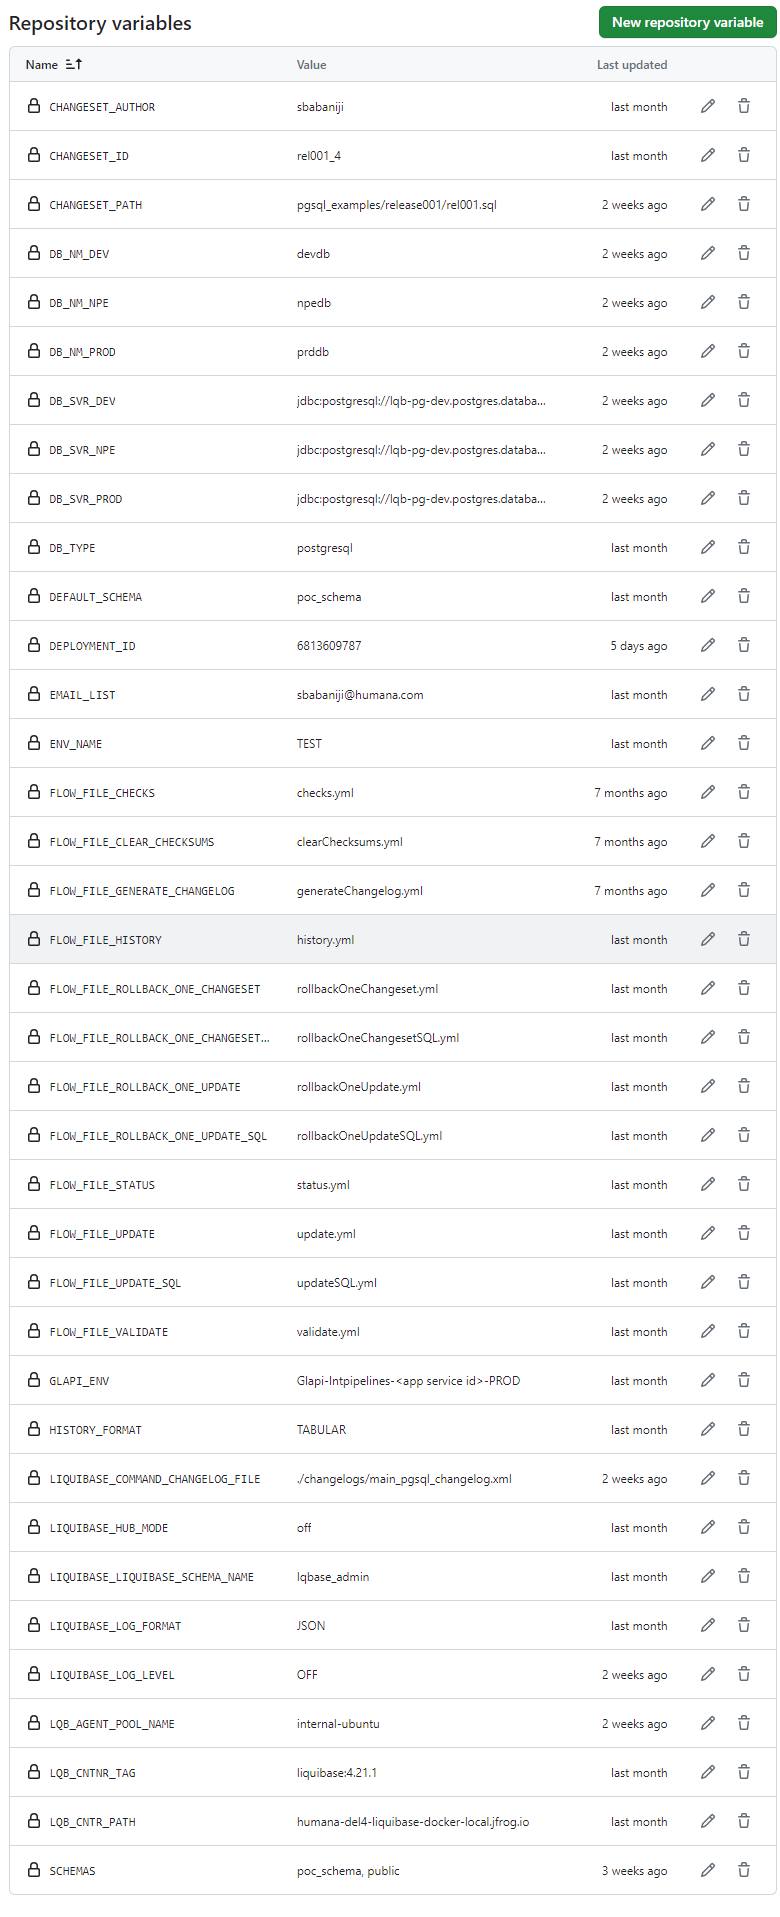 Repository variables
New repository variable
Name Value Last updated
CHANGESET_AUTHOR sbabaniji last month
CHANGESET_ID rel001_4 last month
CHANGESET_PATH pgsql_examples/release001/rel001.sql 2 weeks ago
DB_NM_DEV devdb 2 weeks ago
DB_NM_NPE npedb 2 weeks ago
DB_NM_PROD prddb 2 weeks ago
DB_SVR_DEV jdbc:postgresql://lqb-pg-dev.postgres.databa... 2 weeks ago
DB_SVR_NPE jdbc:postgresql://lqb-pg-dev.postgres.databa... 2 weeks ago
DB_SVR_PROD jdbc:postgresql://lqb-pg-dev.postgres.databa... 2 weeks ago
DB_TYPE postgresql last month
DEFAULT_SCHEMA poc_schema last month
DEPLOYMENT_ID 6813609787 5 days ago
EMAIL_LIST sbabaniji@humana.com last month
ENV_NAME TEST last month
FLOW_FILE_CHECKS checks.yml 7 months ago
FLOW_FILE_CLEAR_CHECKSUMS clearChecksums.yml 7 months ago
FLOW_FILE_GENERATE_CHANGELOG generateChangelog.yml 7 months ago
FLOW_FILE_HISTORY history.yml last month
FLOW_FILE_ROLLBACK_ONE_CHANGESET rollbackOneChangeset.yml last month
FLOW_FILE_ROLLBACK_ONE_CHANGESET... rollbackOneChangesetSQL.yml last month
FLOW_FILE_ROLLBACK_ONE_UPDATE rollbackOneUpdate.yml last month
FLOW_FILE_ROLLBACK_ONE_UPDATE_SQL rollbackOneUpdateSQL.yml last month
FLOW_FILE_STATUS status.yml last month
FLOW_FILE_UPDATE update.yml last month
FLOW_FILE_UPDATE_SQL updateSQL.yml last month
FLOW_FILE_VALIDATE validate.yml last month
GLAPI_ENV Glapi-Intpipelines-<app service id>-PROD last month
HISTORY_FORMAT TABULAR last month
LIQUIBASE_COMMAND_CHANGELOG_FILE ./changelogs/main_pgsql_changelog.xml 2 weeks ago
LIQUIBASE_HUB_MODE off last month
LIQUIBASE_LIQUIBASE_SCHEMA_NAME lqbase_admin last month
LIQUIBASE_LOG_FORMAT JSON last month
LIQUIBASE_LOG_LEVEL OFF 2 weeks ago
LQB_AGENT_POOL_NAME internal-ubuntu 2 weeks ago
LQB_CNTNR_TAG liquibase:4.21.1 last month
LQB_CNTR_PATH humana-del4-liquibase-docker-local.jfrog.io last month
SCHEMAS poc_schema, public 3 weeks ago